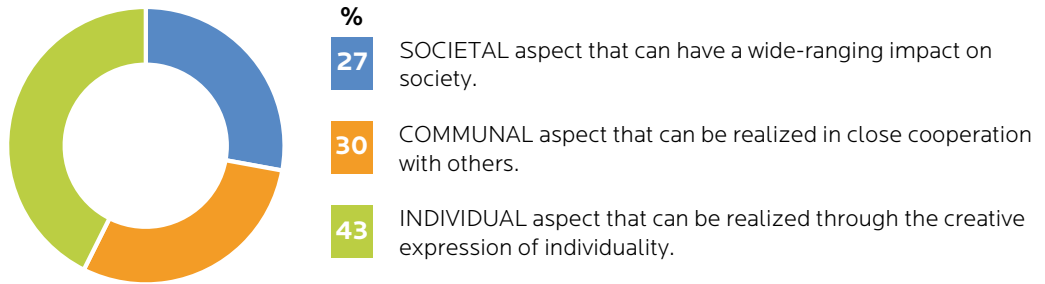 %
27
SOCIETAL aspect that can have a wide-ranging impact on
society.
30
COMMUNAL aspect that can be realized in close cooperation
with others.
43
INDIVIDUAL aspect that can be realized through the creative
expression of individuality.